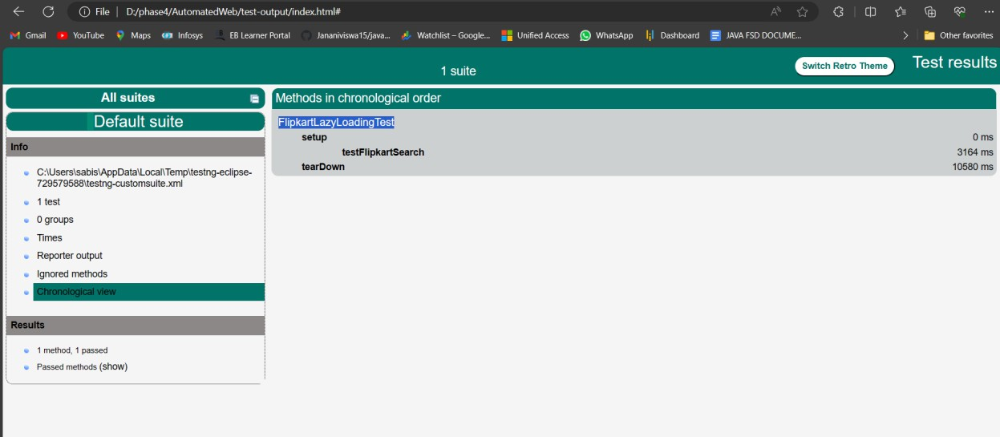 File D:/phase4/AutomatedWeb/test-output/index.html#
Gmail YouTube Maps Infosys EB Learner Portal Jananiviswa15/java... Watchlist – Google... Unified Access WhatsApp Dashboard JAVA FSD DOCUME... Other favorites
1 suite
Switch Retro Theme
Test results
All suites
Default suite
Info
C:\Users\sabis\AppData\Local\Temp\testng-eclipse-
729579588\testng-customsuite.xml
1 test
0 groups
Times
Reporter output
Ignored methods
Chronological view
Results
1 method, 1 passed
Passed methods (show)
Methods in chronological order
FlipkartLazyLoadingTest
setup 0 ms
testFlipkartSearch 3164 ms
tearDown 10580 ms